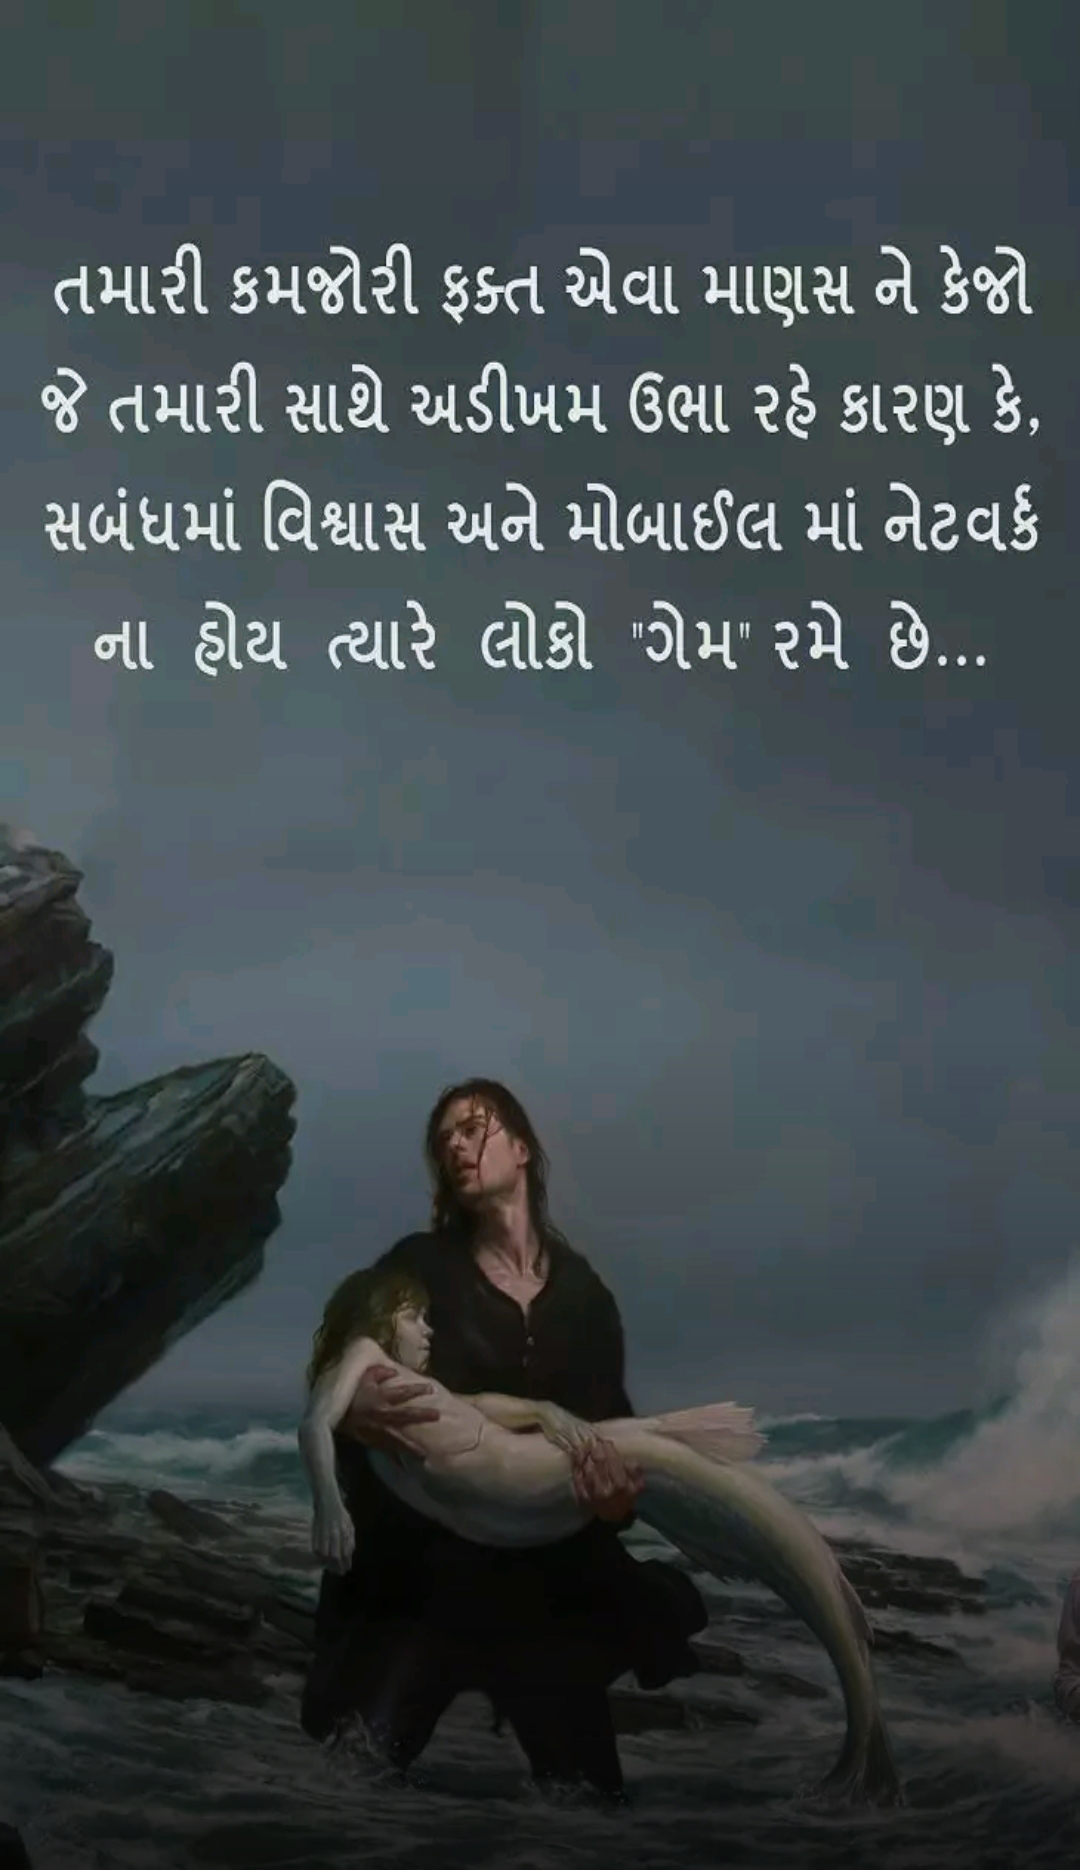 તમારી કમજોરી ફક્ત એવા માણસ ને કેજો
જે તમારી સાથે અડીખમ ઉભા રહે કારણ કે,
સબંધમાં વિશ્વાસ અને મોબાઈલ માં નેટવર્ક
ના હોય ત્યારે લોકો "ગેમ" રમે છે...